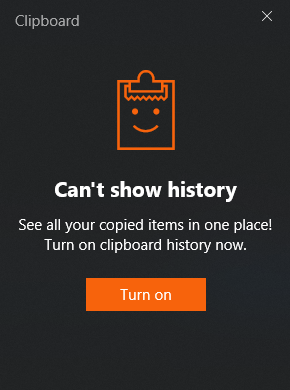 Clipboard
Can't show history
See all your copied items in one place!
Turn on clipboard history now.
Turn on